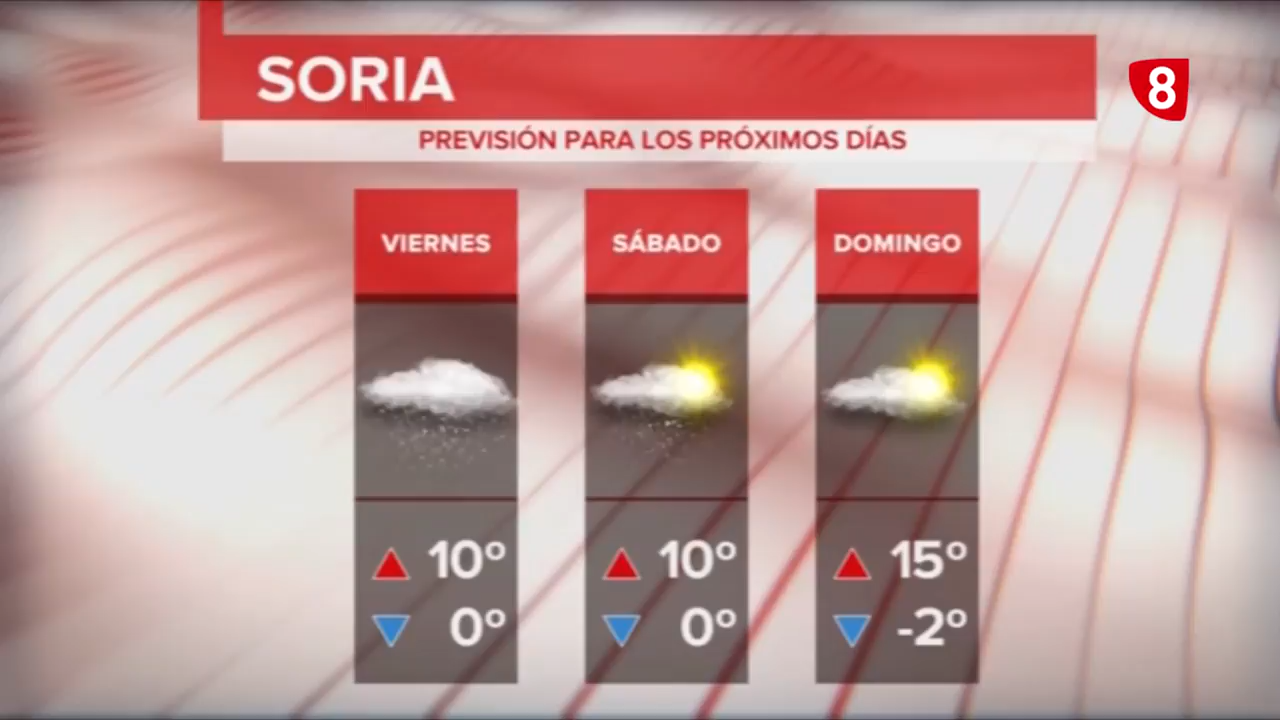 SORIA
8
PREVISIÓN PARA LOS PRÓXIMOS DÍAS
VIERNES SÁBADO DOMINGO
10º 10º 15º
0º 0º -2º